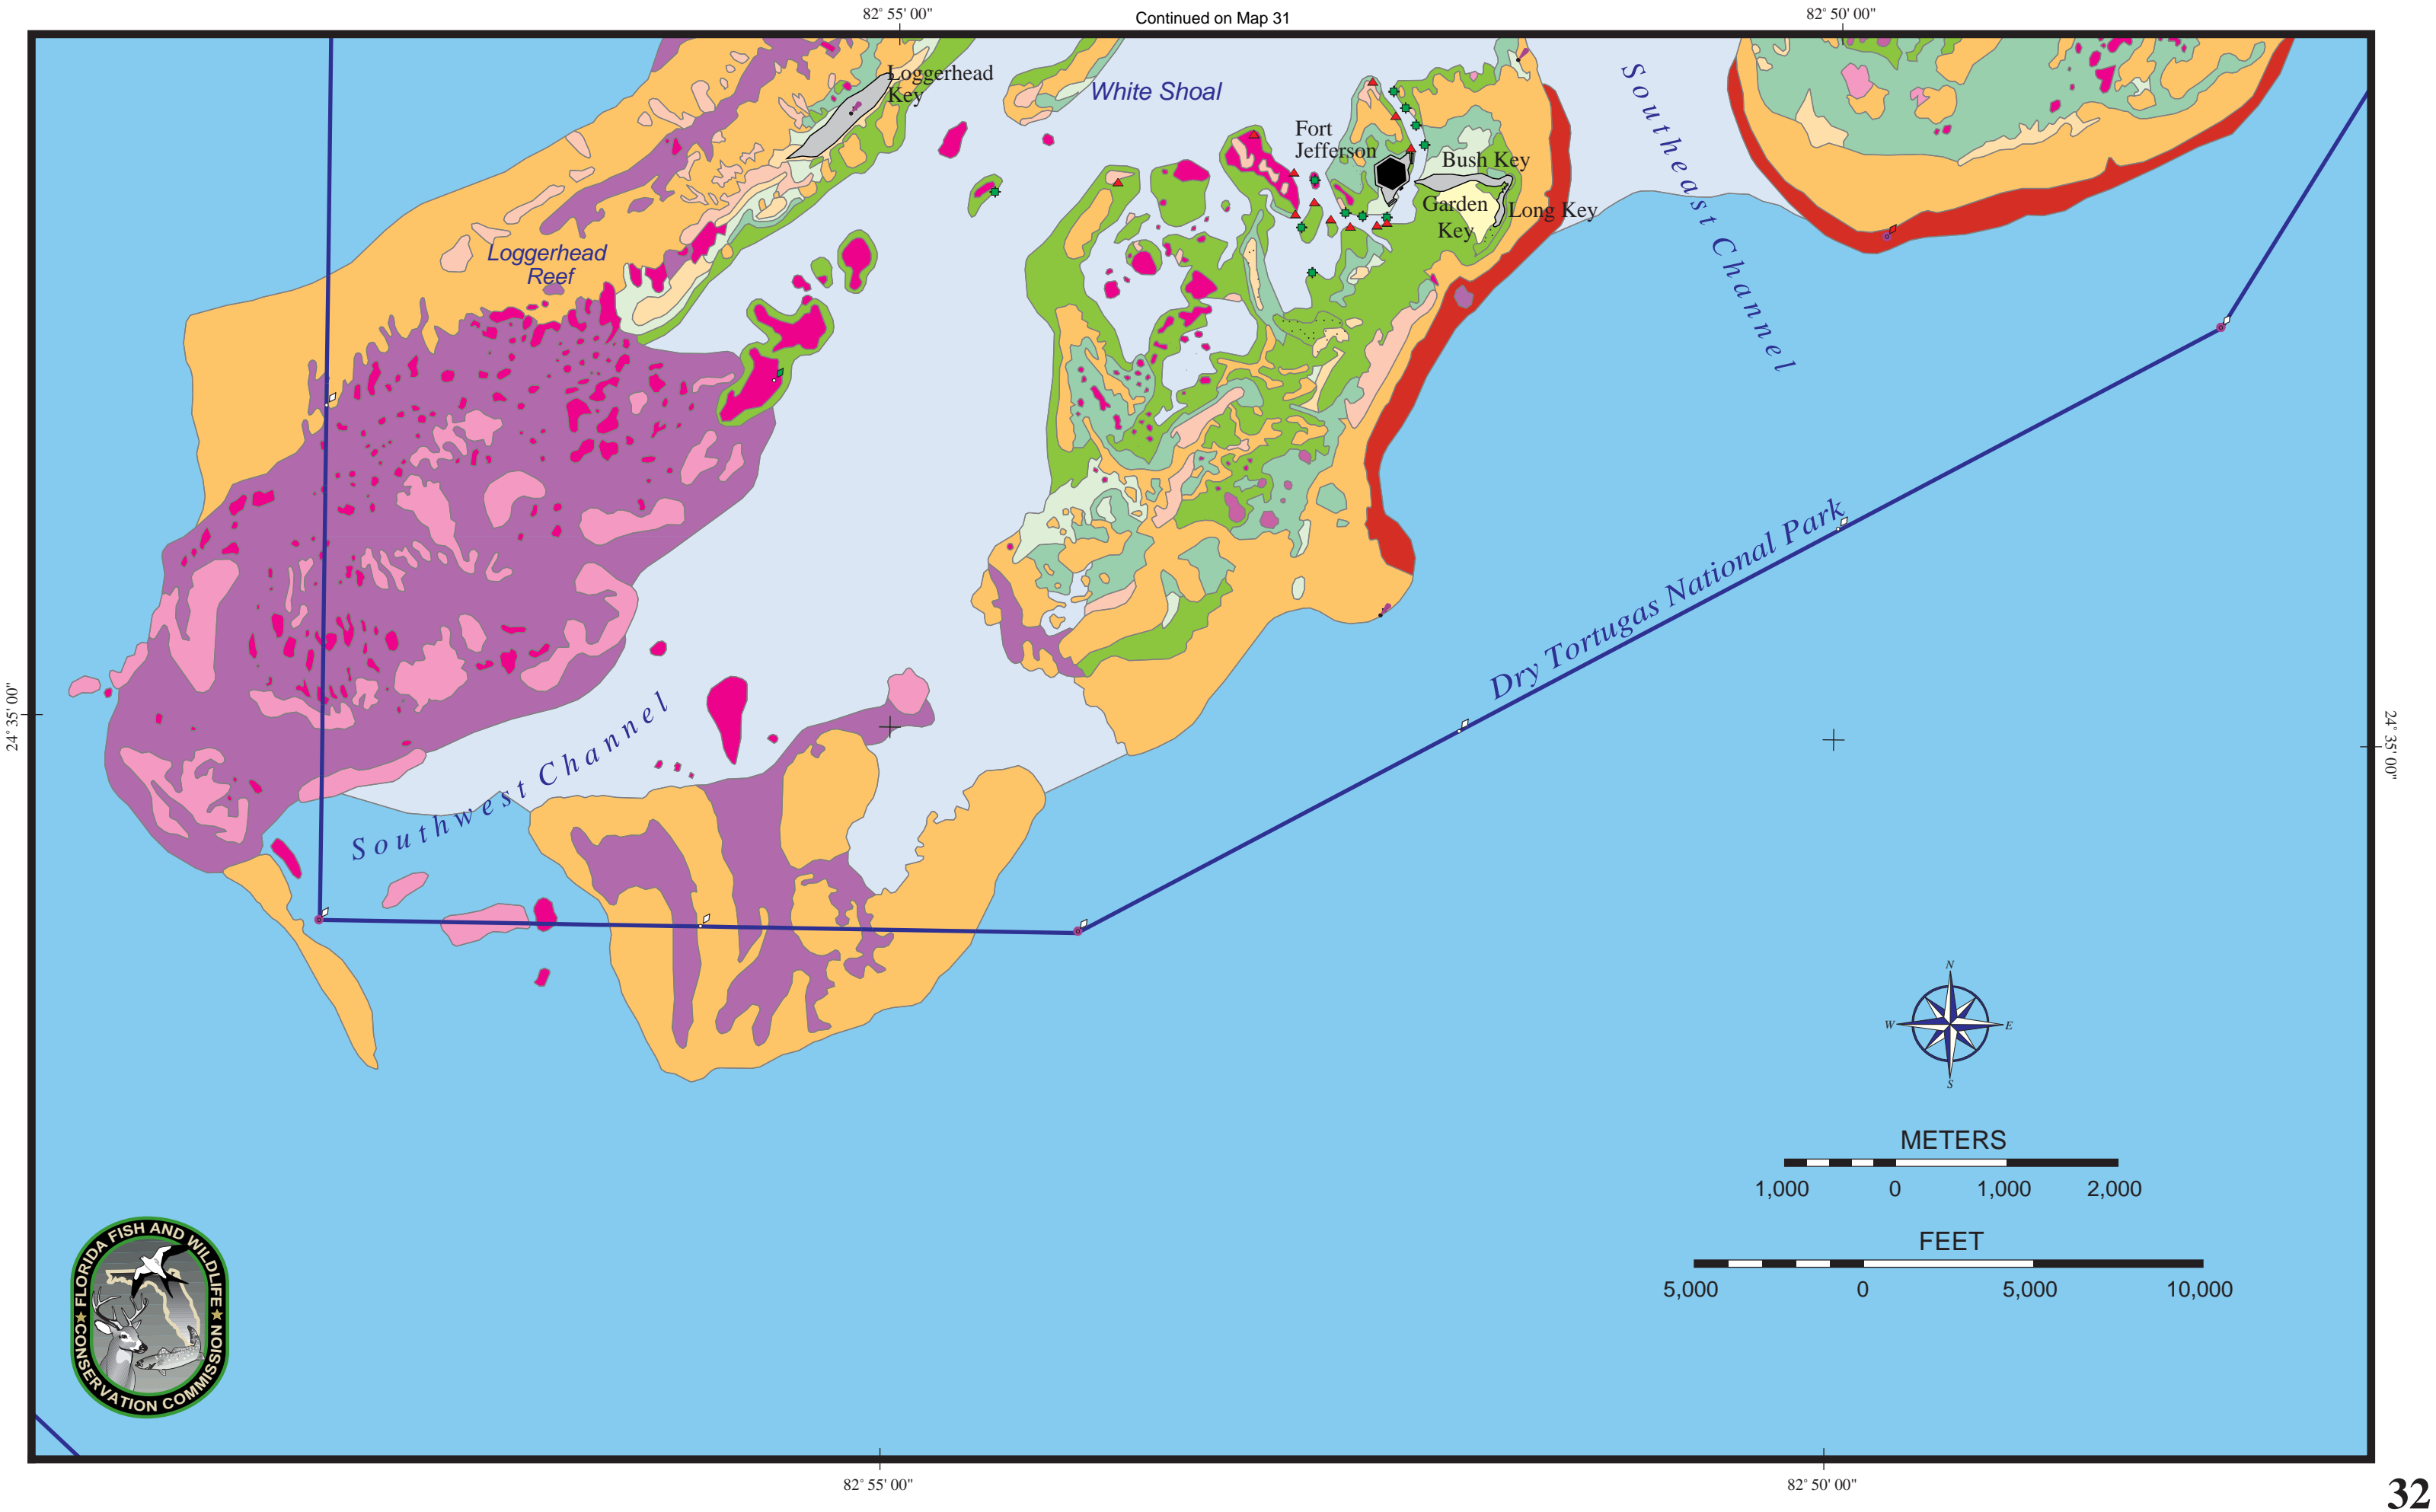 82° 55' 00"
Continued on Map 31
82° 50' 00"
Loggerhead
Key
White Shoal
Fort
Jefferson
Bush Key
Garden
Key
Long Key
Southeast Channel
Loggerhead
Reef
Dry Tortugas National Park
24° 35' 00"
24° 35' 00"
Southwest Channel
N
W
E
S
METERS
1,000 0 1,000 2,000
FEET
5,000 0 5,000 10,000
FLORIDA FISH AND WILDLIFE
CONSERVATION COMMISSION
82° 55' 00"
82° 50' 00"
32